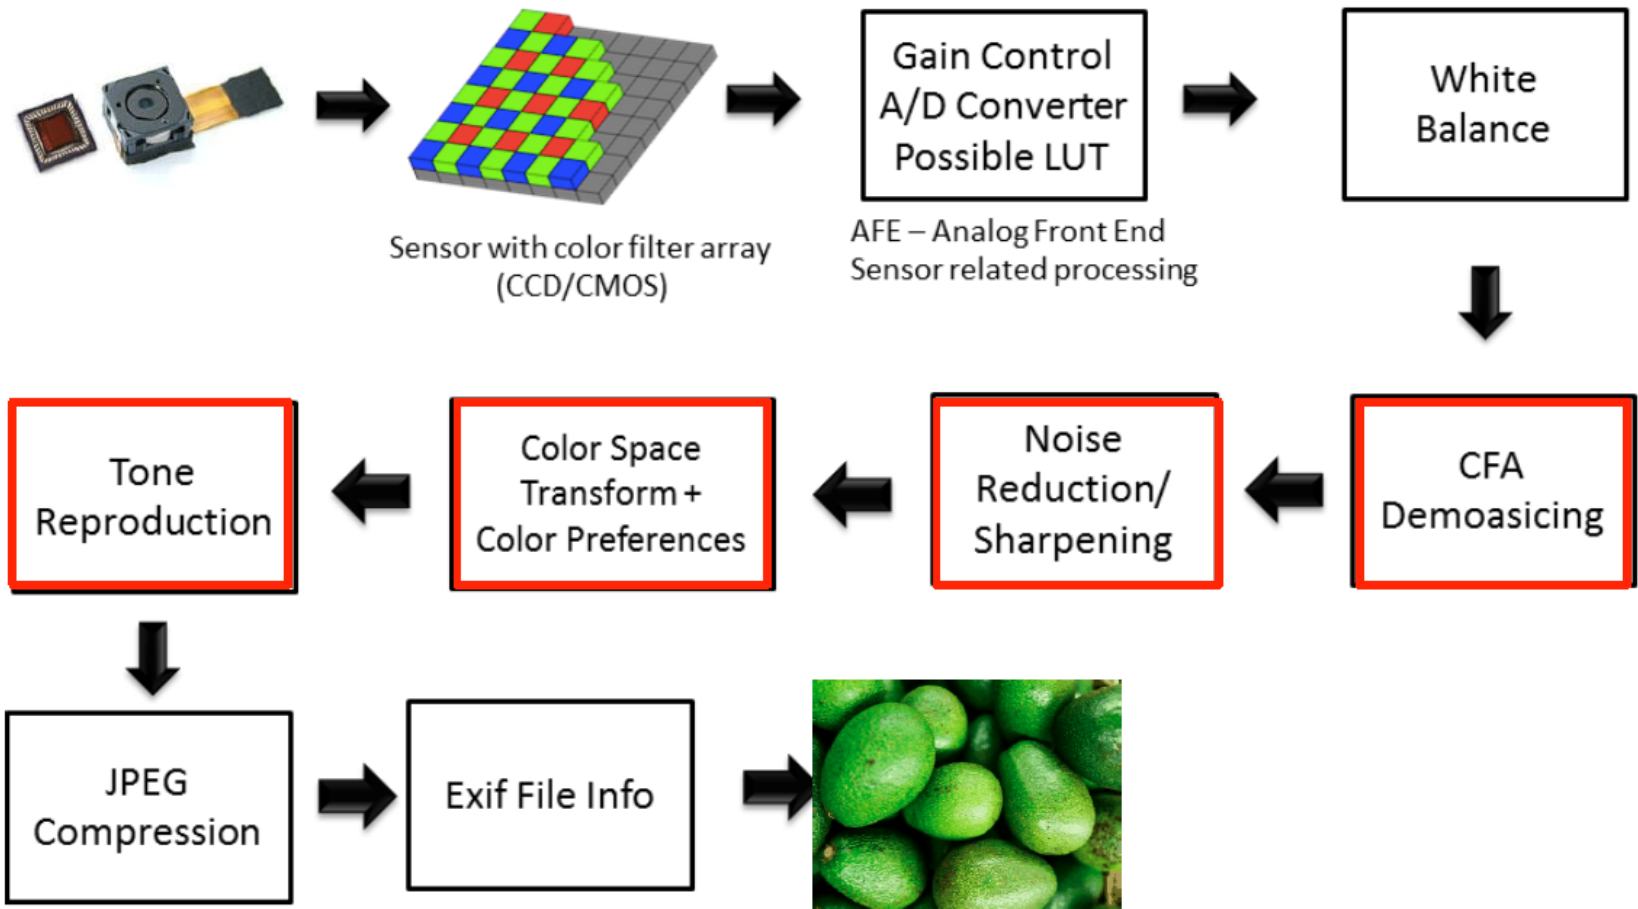 Gain Control
A/D Converter
Possible LUT
White
Balance
Sensor with color filter array
(CCD/CMOS)
AFE – Analog Front End
Sensor related processing
Tone
Reproduction
Color Space
Transform +
Color Preferences
Noise
Reduction/
Sharpening
CFA
Demoasicing
JPEG
Compression
Exif File Info